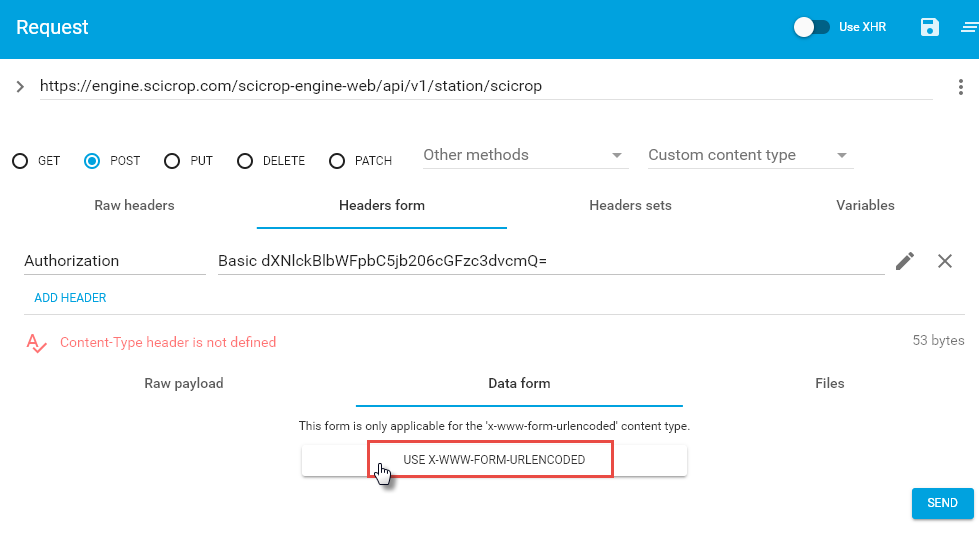 Request
Use XHR
https://engine.scicrop.com/scicrop-engine-web/api/v1/station/scicrop
GET POST PUT DELETE PATCH Other methods Custom content type
Raw headers Headers form Headers sets Variables
Authorization Basic dXNlckBlbWFpbC5jb206cGFzc3dvcmQ=
ADD HEADER
Content-Type header is not defined 53 bytes
Raw payload Data form Files
This form is only applicable for the 'x-www-form-urlencoded' content type.
USE X-WWW-FORM-URLENCODED
SEND